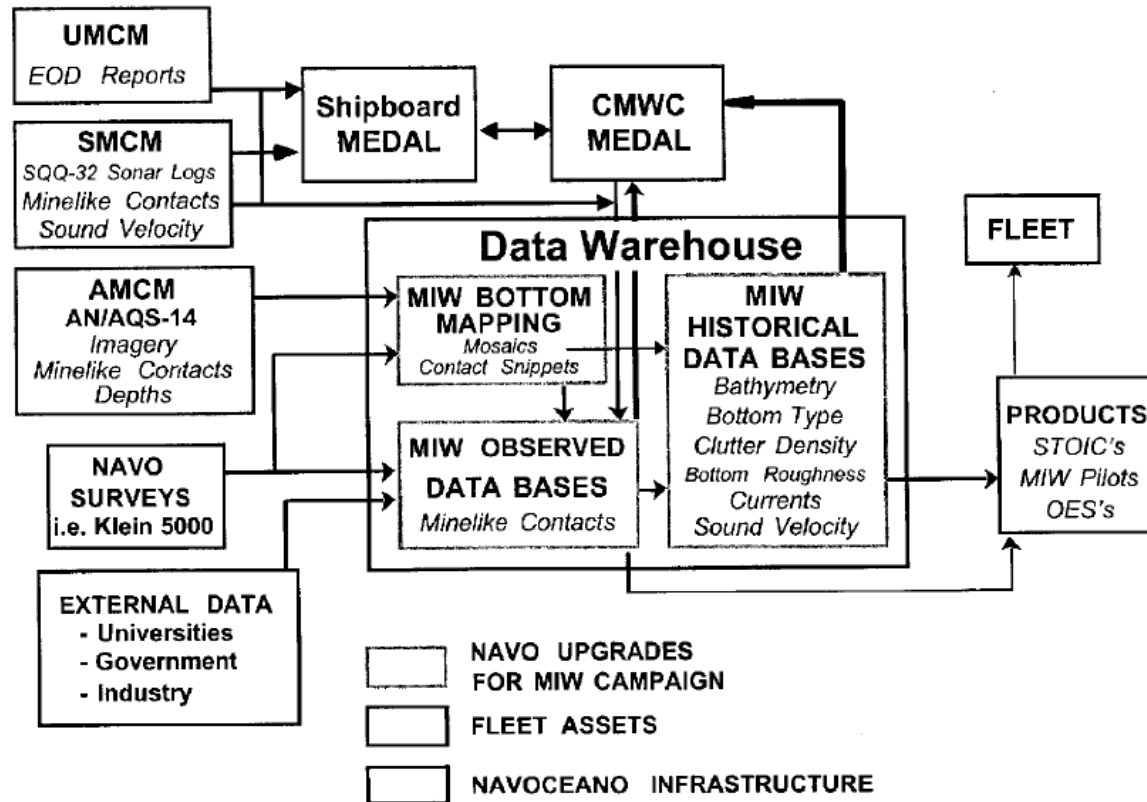 UMCM
EOD Reports
SMCM
SQQ-32 Sonar Logs
Minelike Contacts
Sound Velocity
AMCM
AN/AQS-14
Imagery
Minelike Contacts
Depths
NAVO
SURVEYS
i.e. Klein 5000
EXTERNAL DATA
- Universities
- Government
- Industry
Shipboard
MEDAL
CMWC
MEDAL
Data Warehouse
MIW BOTTOM
MAPPING
Mosaics
Contact Snippets
MIW OBSERVED
DATA BASES
Minelike Contacts
MIW
HISTORICAL
DATA BASES
Bathymetry
Bottom Type
Clutter Density
Bottom Roughness
Currents
Sound Velocity
FLEET
PRODUCTS
STOIC's
MIW Pilots
OES's
NAVO UPGRADES
FOR MIW CAMPAIGN
FLEET ASSETS
NAVOCEANO INFRASTRUCTURE